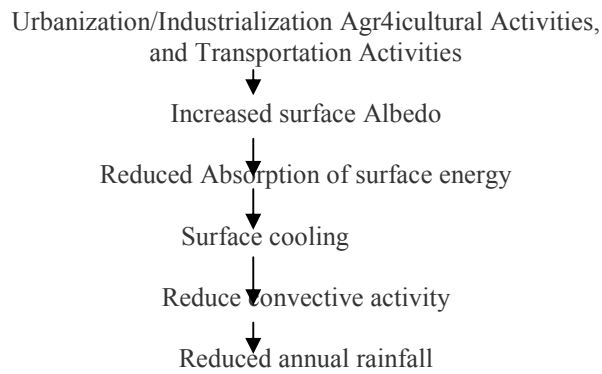 Urbanization/Industrialization Agr4icultural Activities,
and Transportation Activities
Increased surface Albedo
Reduced Absorption of surface energy
Surface cooling
Reduce convective activity
Reduced annual rainfall